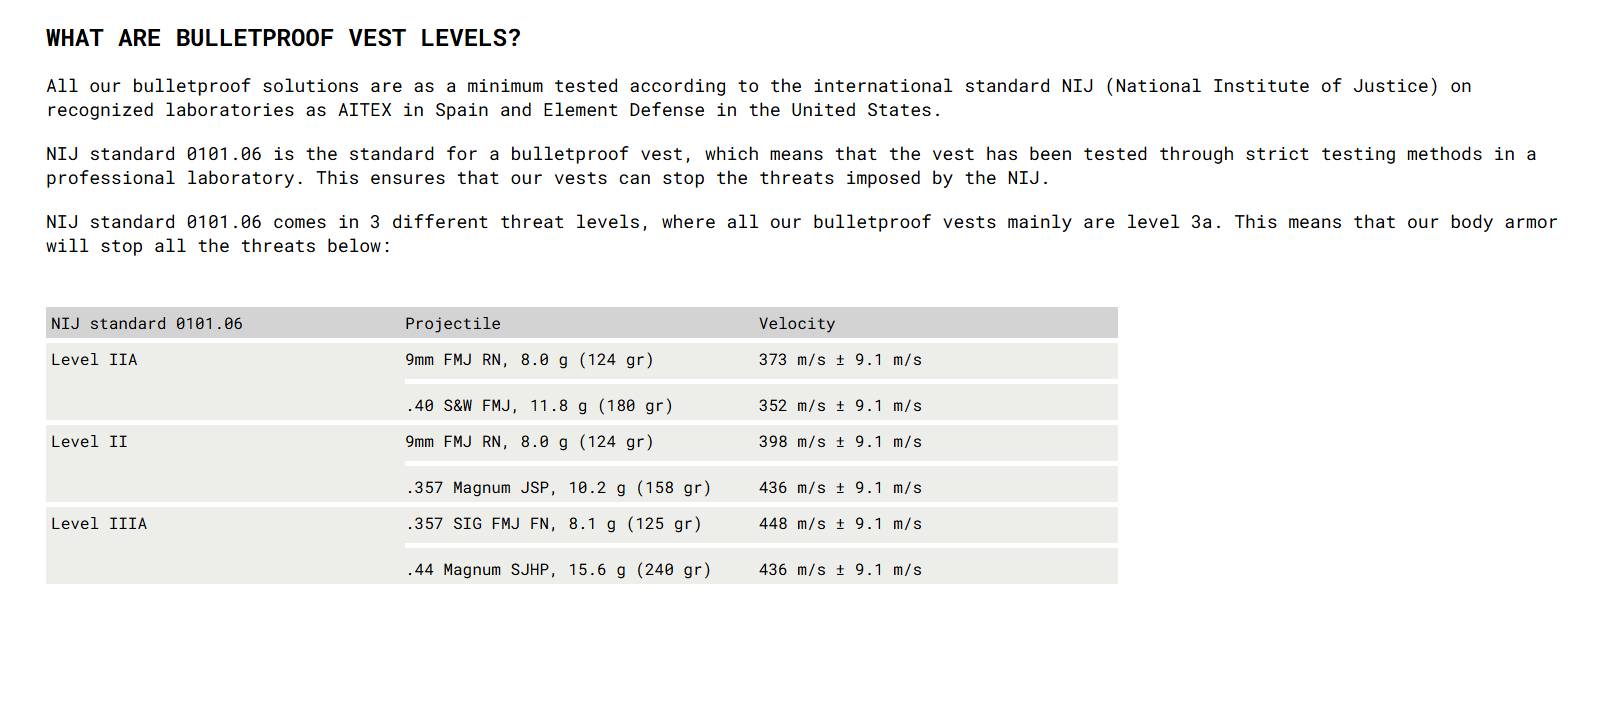 WHAT ARE BULLETPROOF VEST LEVELS?
All our bulletproof solutions are as a minimum tested according to the international standard NIJ (National Institute of Justice) on
recognized laboratories as AITEX in Spain and Element Defense in the United States.
NIJ standard 0101.06 is the standard for a bulletproof vest, which means that the vest has been tested through strict testing methods in a
professional laboratory. This ensures that our vests can stop the threats imposed by the NIJ.
NIJ standard 0101.06 comes in 3 different threat levels, where all our bulletproof vests mainly are level 3a. This means that our body armor
will stop all the threats below:
NIJ standard 0101.06 Projectile Velocity
Level IIA 9mm FMJ RN, 8.0 g (124 gr) 373 m/s ± 9.1 m/s
.40 S&W FMJ, 11.8 g (180 gr) 352 m/s ± 9.1 m/s
Level II 9mm FMJ RN, 8.0 g (124 gr) 398 m/s ± 9.1 m/s
.357 Magnum JSP, 10.2 g (158 gr) 436 m/s ± 9.1 m/s
Level IIIA .357 SIG FMJ FN, 8.1 g (125 gr) 448 m/s ± 9.1 m/s
.44 Magnum SJHP, 15.6 g (240 gr) 436 m/s ± 9.1 m/s